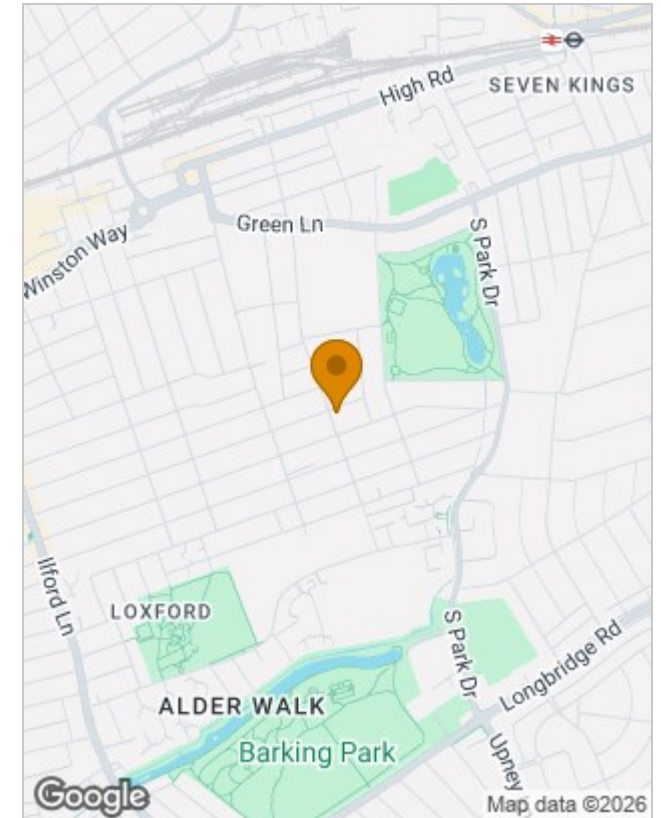 High Rd
SEVEN KINGS
Winston Way
Green Ln
S Park Dr
Ilford Ln
LOXFORD
S Park Dr
Longbridge Rd
ALDER WALK
Barking Park
Upney
Google
Map data ©2026